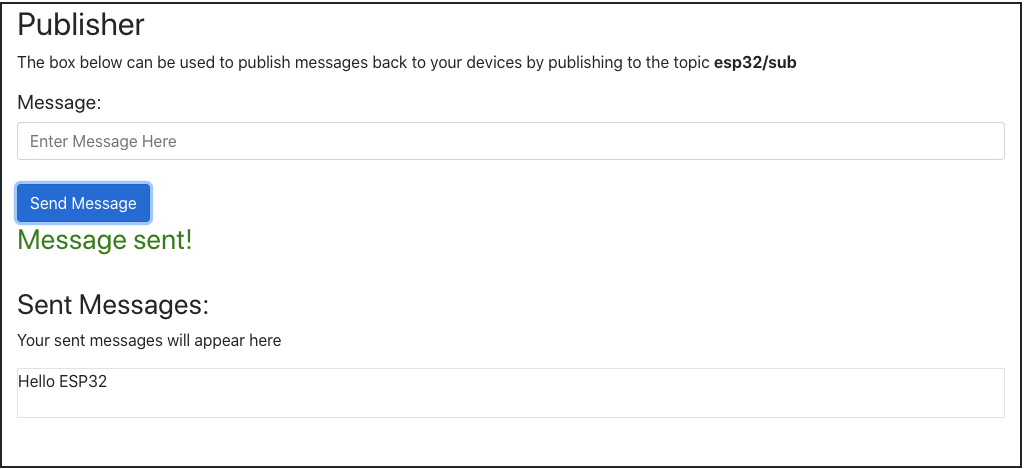 Publisher
The box below can be used to publish messages back to your devices by publishing to the topic esp32/sub
Message:
Enter Message Here
Send Message
Message sent!
Sent Messages:
Your sent messages will appear here
Hello ESP32